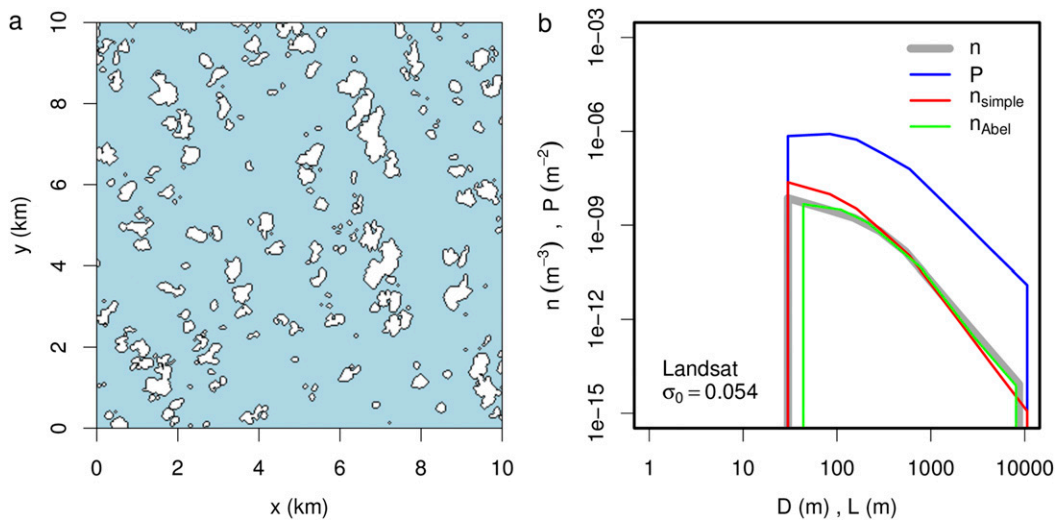 a
y (km)
10
8
6
4
2
0
0 2 4 6 8 10
x (km)
b
n (m⁻³) , P (m⁻²)
1e−03
1e−06
1e−09
1e−12
1e−15
n
P
n_simple
n_Abel
Landsat
σ₀ = 0.054
1 10 100 1000 10000
D (m) , L (m)